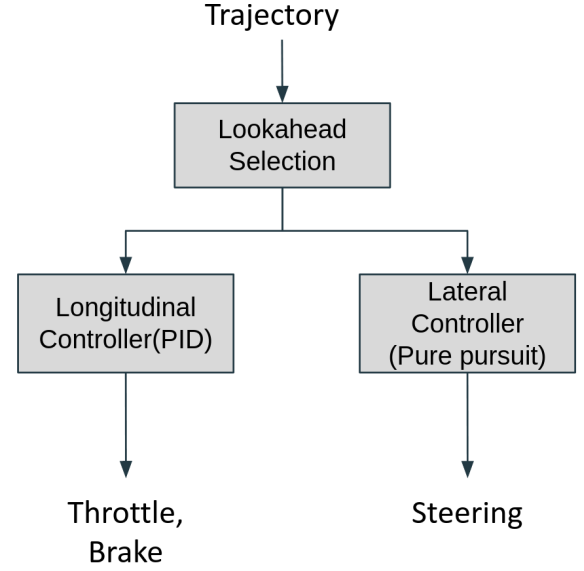 Trajectory
Lookahead
Selection
Longitudinal
Controller(PID)
Lateral
Controller
(Pure pursuit)
Throttle,
Brake
Steering